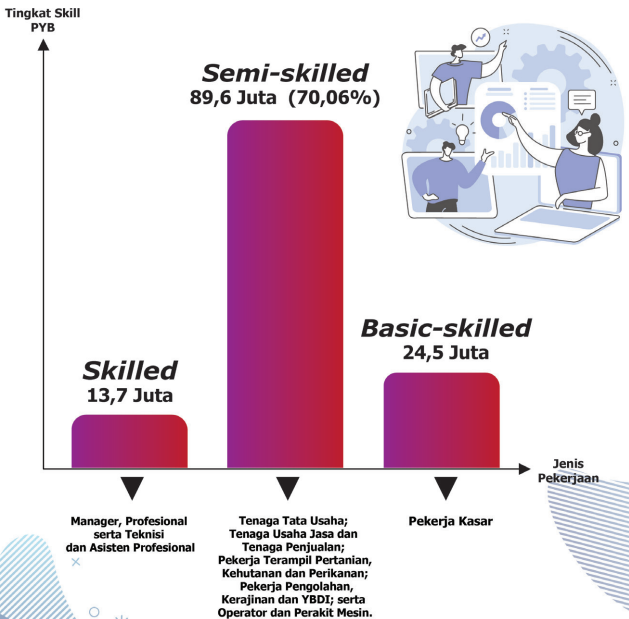 Tingkat Skill
PYB
Semi-skilled
89,6 Juta  (70,06%)
Basic-skilled
24,5 Juta
Skilled
13,7 Juta
Jenis
Pekerjaan
Manager, Profesional
serta Teknisi
dan Asisten Profesional
Tenaga Tata Usaha;
Tenaga Usaha Jasa dan
Tenaga Penjualan;
Pekerja Terampil Pertanian,
Kehutanan dan Perikanan;
Pekerja Pengolahan,
Kerajinan dan YBDI; serta
Operator dan Perakit Mesin.
Pekerja Kasar